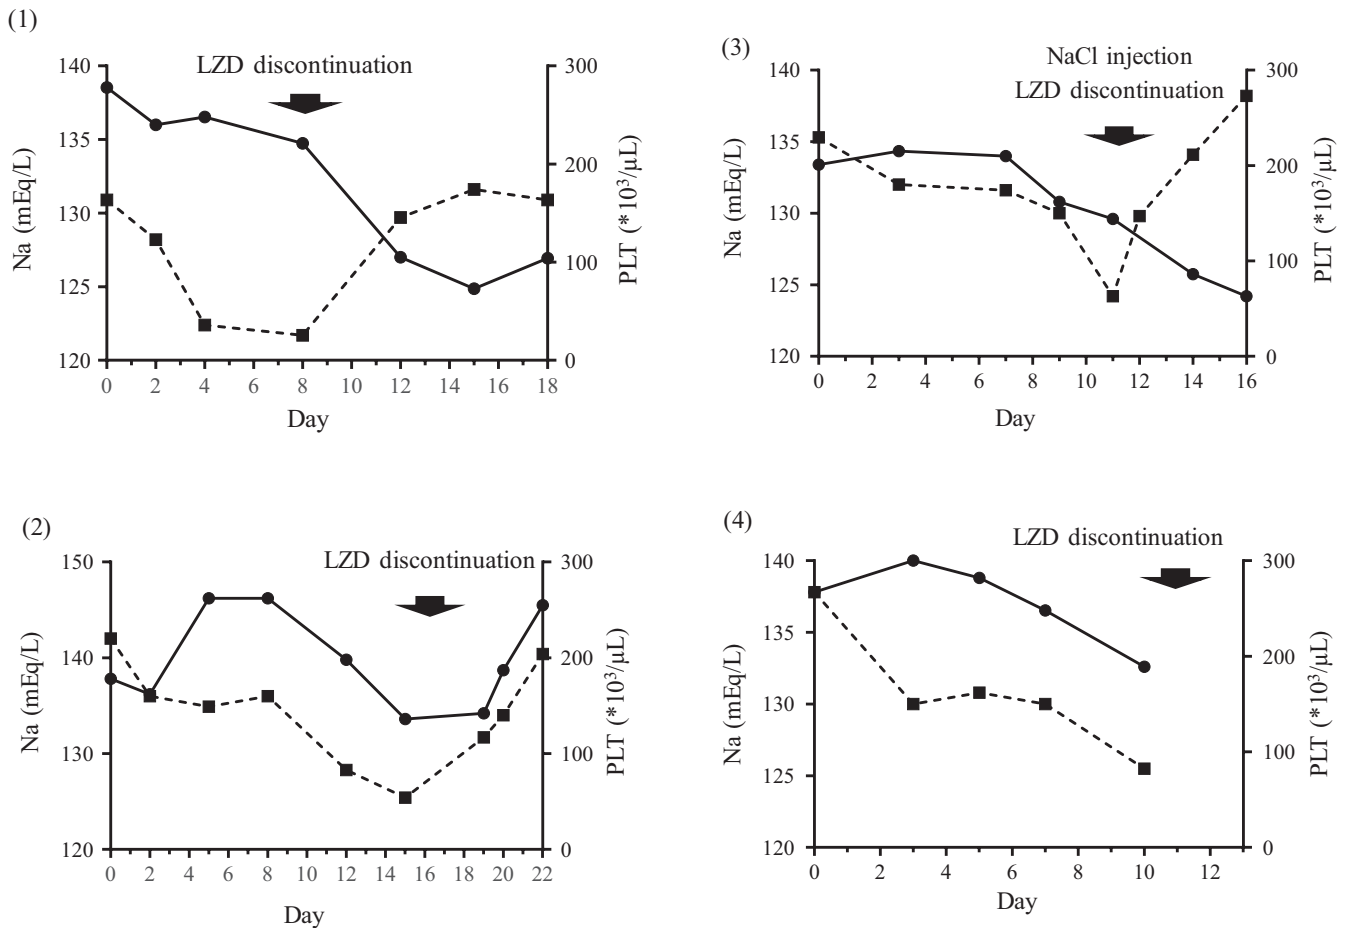 (1)
LZD discontinuation
140
135
130
125
120
Na (mEq/L)
300
200
100
0
PLT (*10³/µL)
0 2 4 6 8 10 12 14 16 18
Day
(3)
NaCl injection
LZD discontinuation
140
135
130
125
120
Na (mEq/L)
300
200
100
0
PLT (*10³/µL)
0 2 4 6 8 10 12 14 16
Day
(2)
LZD discontinuation
150
140
130
120
Na (mEq/L)
300
200
100
0
PLT (*10³/µL)
0 2 4 6 8 10 12 14 16 18 20 22
Day
(4)
LZD discontinuation
140
135
130
125
120
Na (mEq/L)
300
200
100
0
PLT (*10³/µL)
0 2 4 6 8 10 12
Day